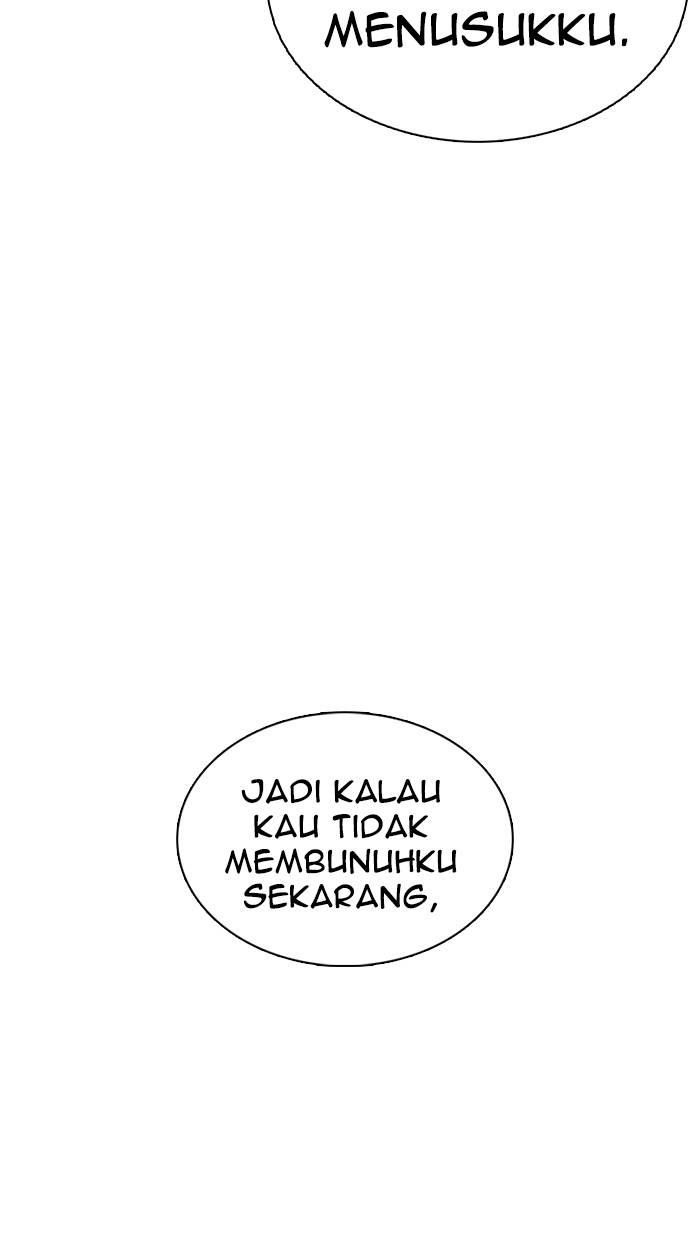 MENUSUKKU.
JADI KALAU
KAU TIDAK
MEMBUNUHKU
SEKARANG,